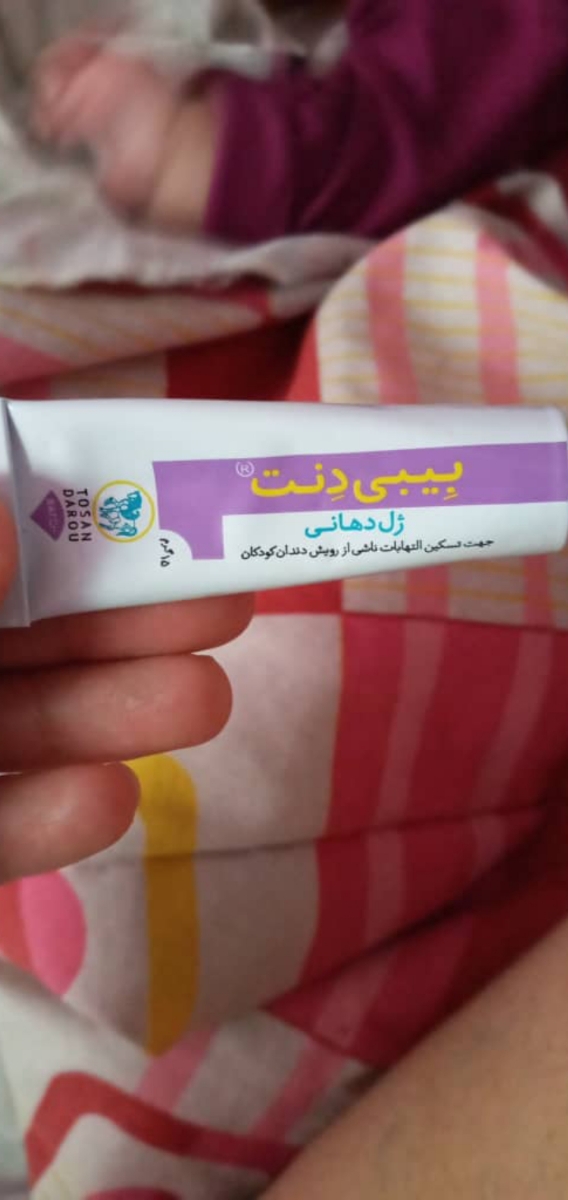 بِیبی دِنت®
ژل دهانی
جهت تسکین التهابات ناشی از رویش دندان کودکان
۱۵ گرم
TOSAN
DAROU